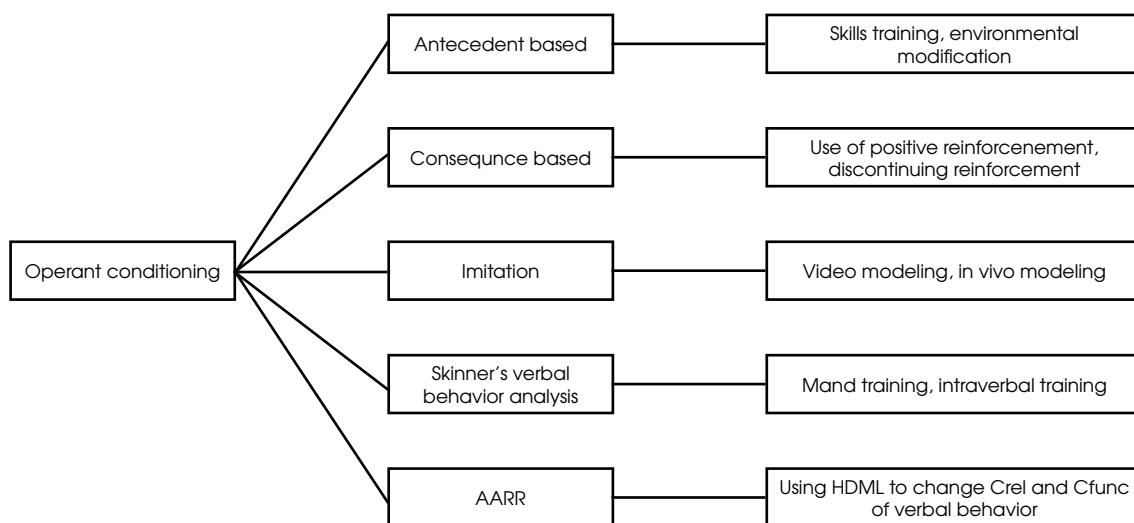 Antecedent based
Skills training, environmental
modification
Consequnce based
Use of positive reinforcenement,
discontinuing reinforcement
Operant conditioning
Imitation
Video modeling, in vivo modeling
Skinner's verbal
behavior analysis
Mand training, intraverbal training
AARR
Using HDML to change Crel and Cfunc
of verbal behavior